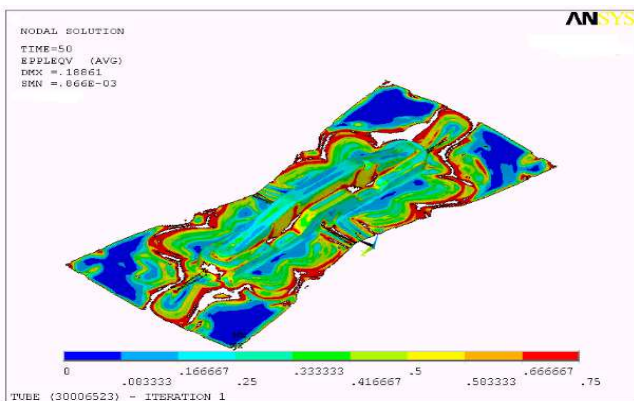 ANSYS
NODAL SOLUTION
TIME=50
EPPLEQV (AVG)
DMX =.18861
SMN =.866E-03
0 .166667 .333333 .5 .666667
.083333 .25 .416667 .583333 .75
TUBE (30006523) - ITERATION 1